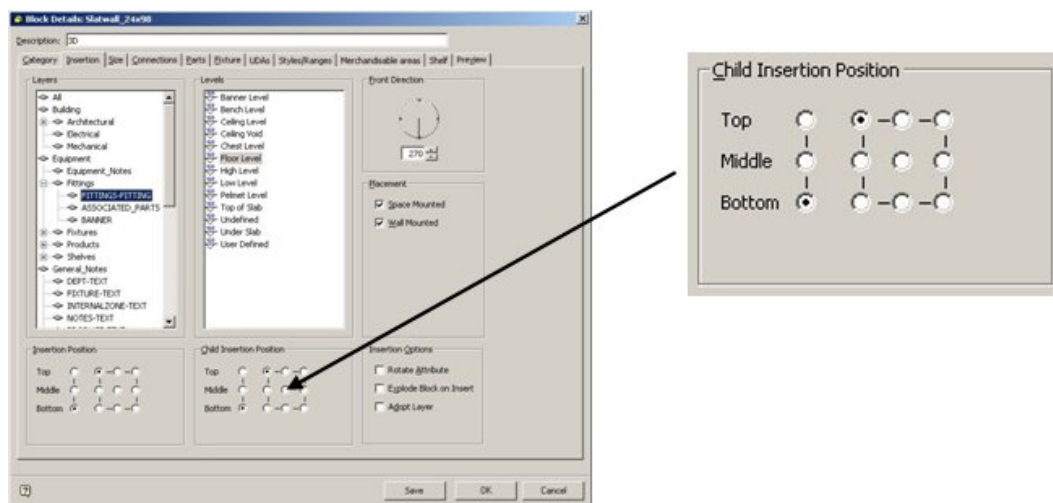 Block Details: Slatwall_24x98
Description: 3D
Category Insertion Size Connections Parts Fixture UDAs Styles/Ranges Merchandisable areas Shelf Preview
Layers
All
Building
Architectural
Electrical
Mechanical
Equipment
Equipment_Notes
Fittings
FITTINGS-FITTING
ASSOCIATED_PARTS
BANNER
Fixtures
Products
Shelves
General_Notes
DEPT-TEXT
FIXTURE-TEXT
INTERNALZONE-TEXT
NOTES-TEXT
Levels
Banner Level
Bench Level
Ceiling Level
Ceiling Void
Chest Level
Floor Level
High Level
Low Level
Pelmet Level
Top of Slab
Undefined
Under Slab
User Defined
Front Direction
270
Placement
Space Mounted
Wall Mounted
Insertion Position
Top
Middle
Bottom
Child Insertion Position
Top
Middle
Bottom
Insertion Options
Rotate Attribute
Explode Block on Insert
Adopt Layer
Save OK Cancel
Child Insertion Position
Top
Middle
Bottom